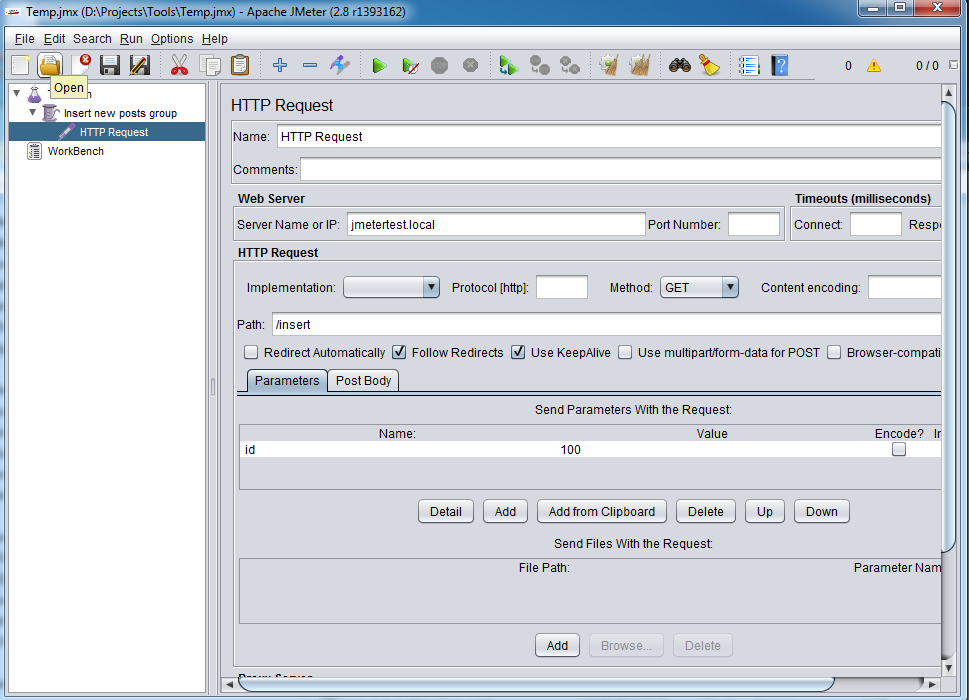 Temp.jmx (D:\Projects\Tools\Temp.jmx) - Apache JMeter (2.8 r1393162)
File Edit Search Run Options Help
0 0 / 0
Open
Insert new posts group
HTTP Request
WorkBench
HTTP Request
Name: HTTP Request
Comments:
Web Server Timeouts (milliseconds)
Server Name or IP: jmetertest.local Port Number: Connect: Respo
HTTP Request
Implementation: Protocol [http]: Method: GET Content encoding:
Path: /insert
Redirect Automatically Follow Redirects Use KeepAlive Use multipart/form-data for POST Browser-compati
Parameters Post Body
Send Parameters With the Request:
Name: Value Encode? In
id 100
Detail Add Add from Clipboard Delete Up Down
Send Files With the Request:
File Path: Parameter Nam
Add Browse... Delete
Proxy Server